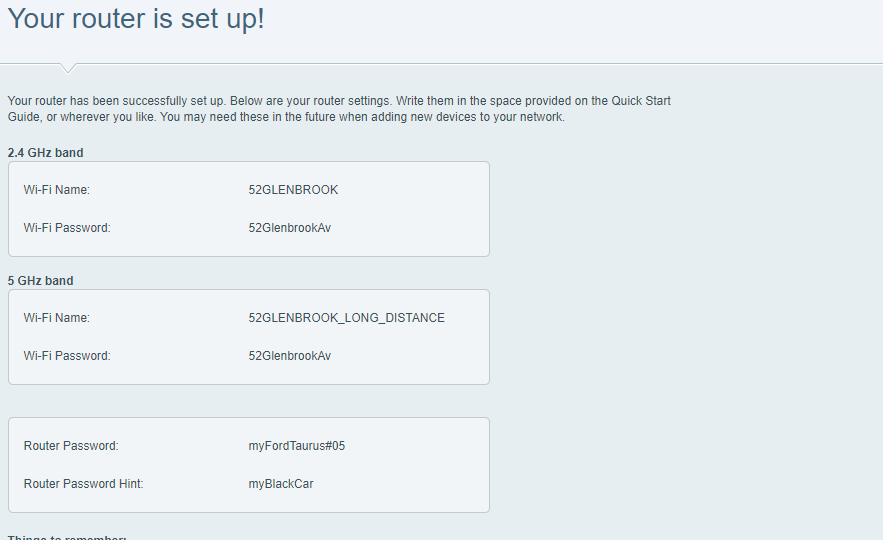 Your router is set up!
Your router has been successfully set up. Below are your router settings. Write them in the space provided on the Quick Start
Guide, or wherever you like. You may need these in the future when adding new devices to your network.
2.4 GHz band
Wi-Fi Name: 52GLENBROOK
Wi-Fi Password: 52GlenbrookAv
5 GHz band
Wi-Fi Name: 52GLENBROOK_LONG_DISTANCE
Wi-Fi Password: 52GlenbrookAv
Router Password: myFordTaurus#05
Router Password Hint: myBlackCar
Things to remember: